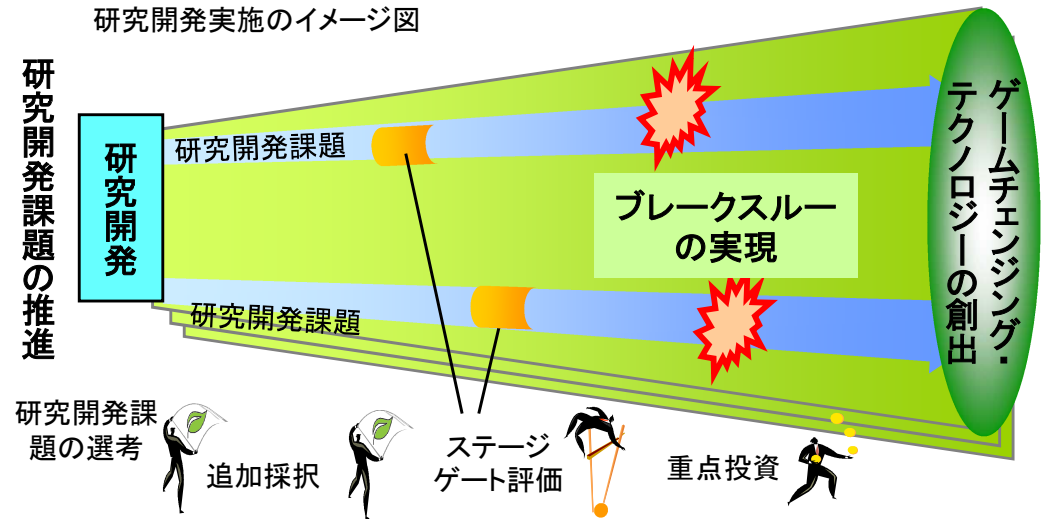 研究開発実施のイメージ図
研究開発課題の推進
研究開発
研究開発課題
研究開発課題
ブレークスルー
の実現
ゲームチェンジング・
テクノロジーの創出
研究開発課
題の選考
追加採択
ステージ
ゲート評価
重点投資